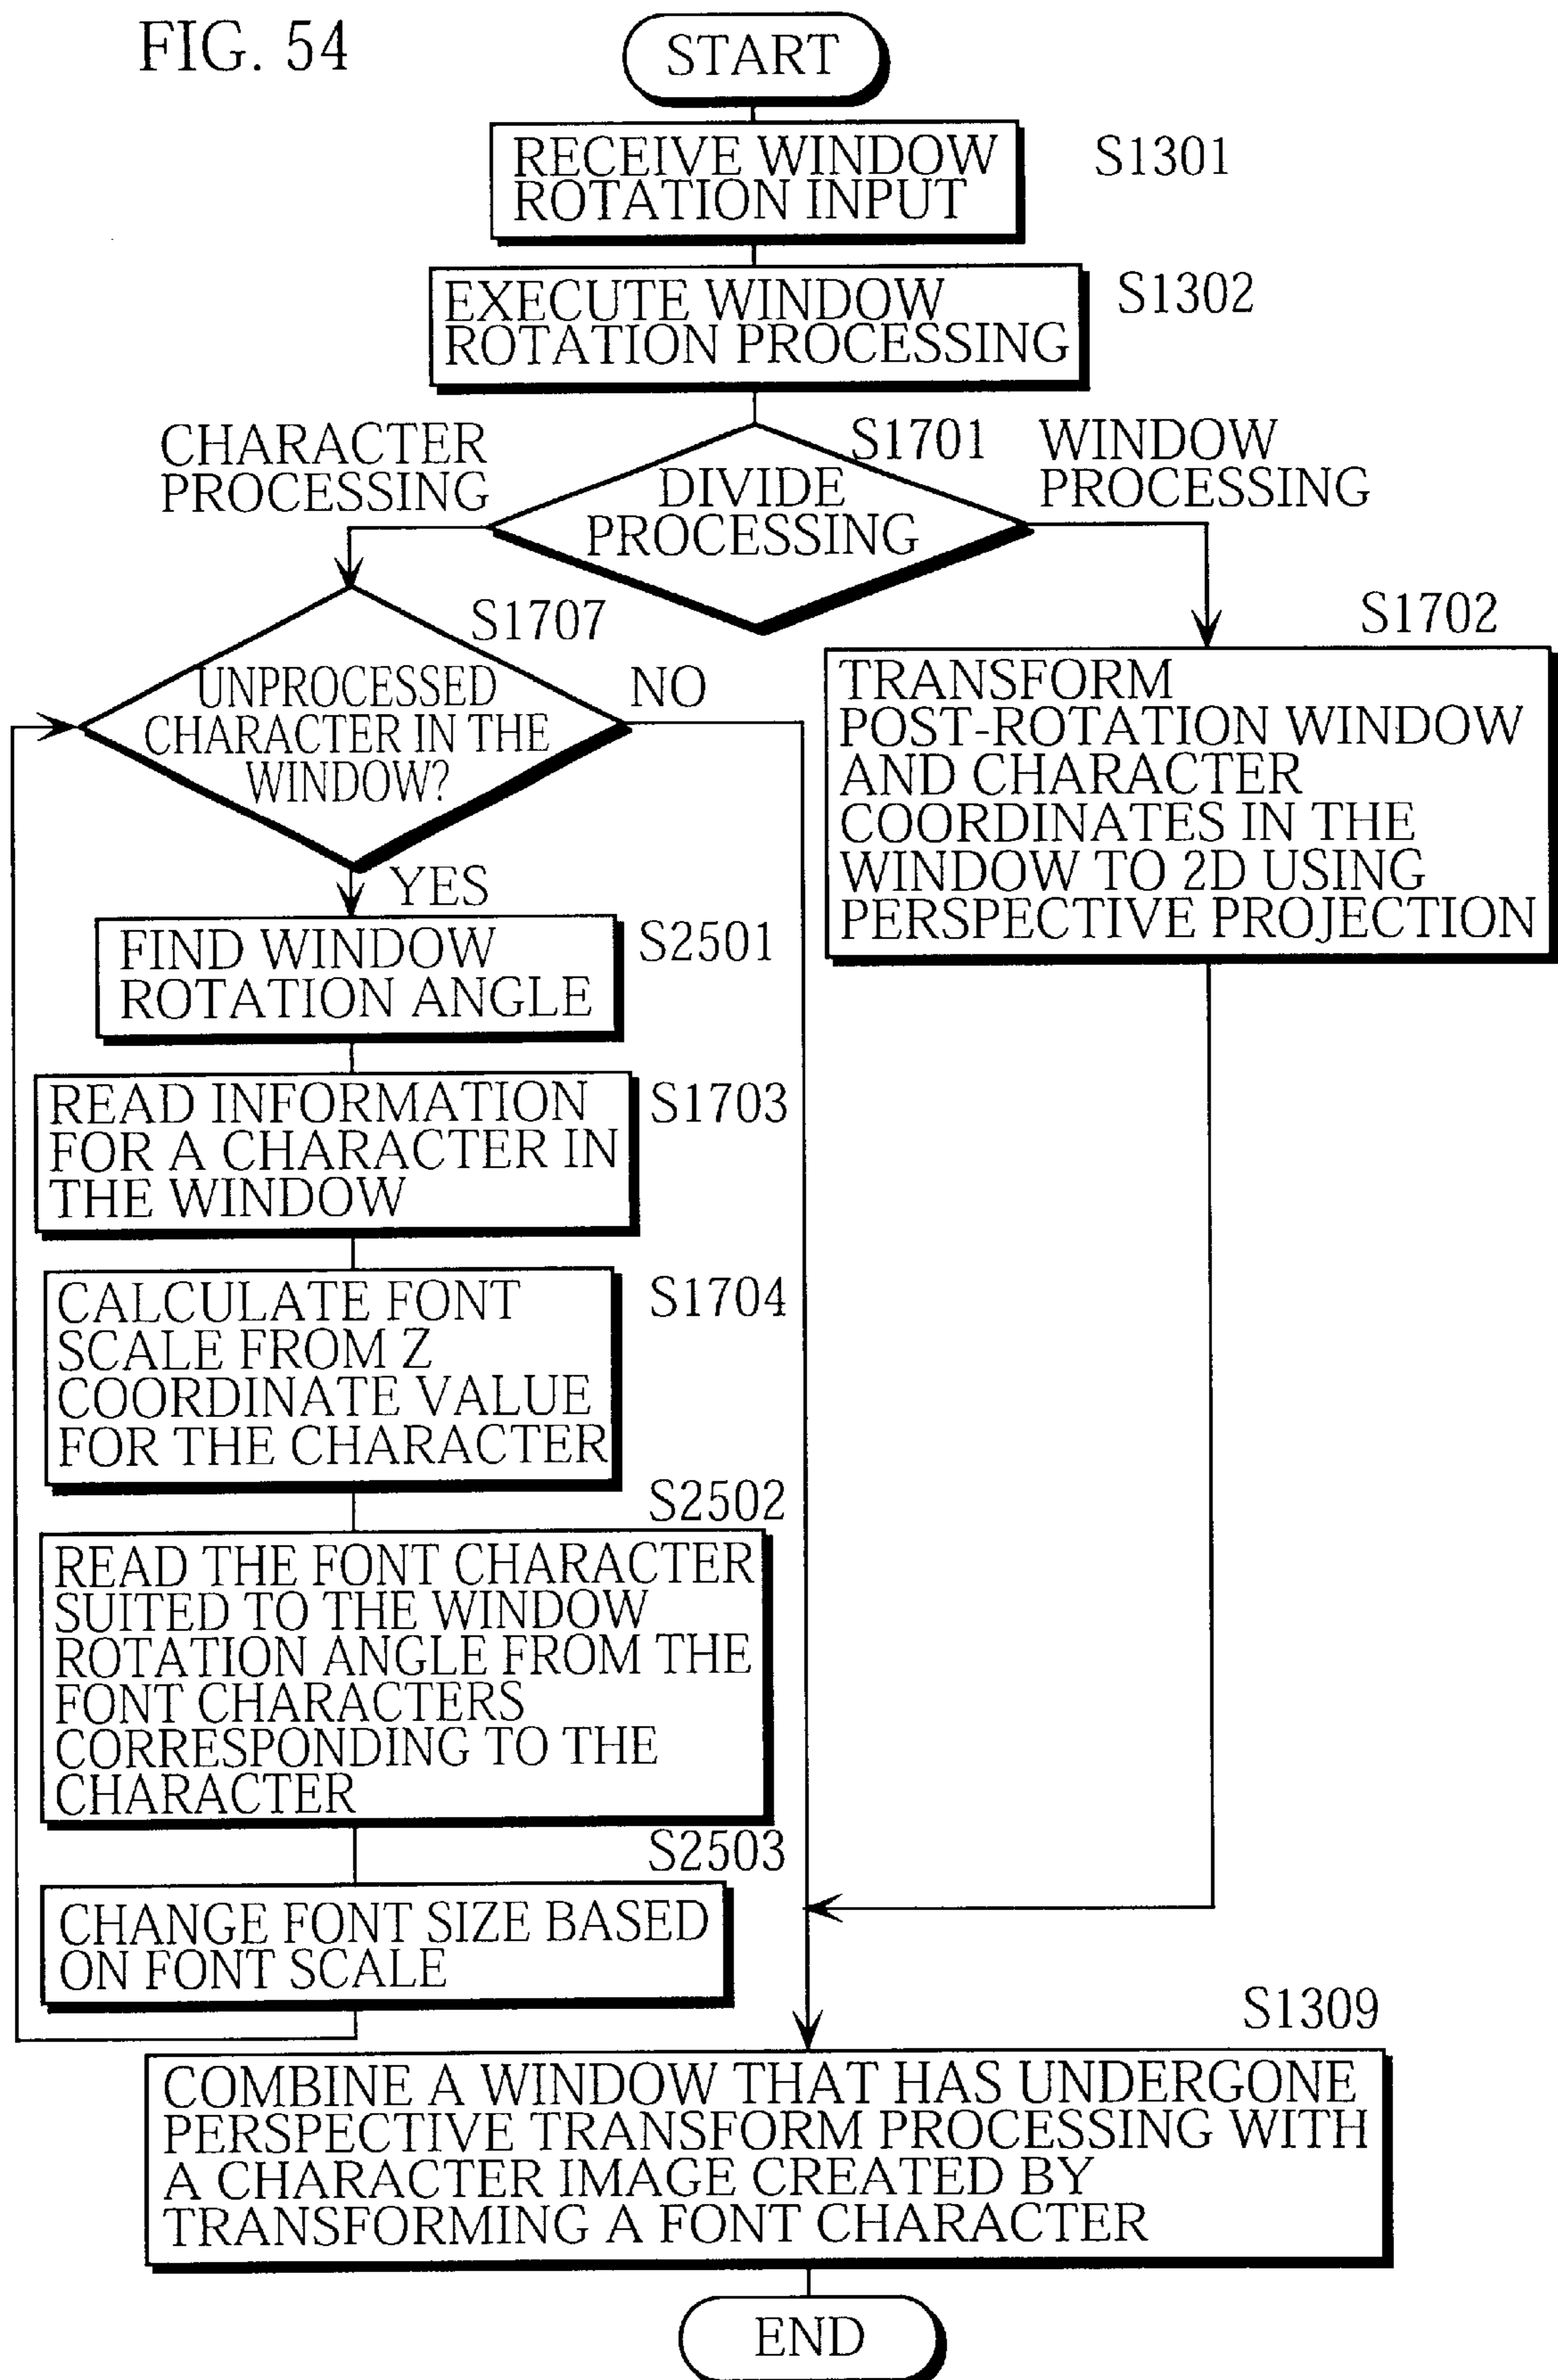 FIG. 54
START
RECEIVE WINDOW
ROTATION INPUT
S1301
EXECUTE WINDOW
ROTATION PROCESSING
S1302
CHARACTER
PROCESSING
S1701
DIVIDE
PROCESSING
WINDOW
PROCESSING
S1707
UNPROCESSED
CHARACTER IN THE
WINDOW?
NO
YES
S1702
TRANSFORM
POST-ROTATION WINDOW
AND CHARACTER
COORDINATES IN THE
WINDOW TO 2D USING
PERSPECTIVE PROJECTION
FIND WINDOW
ROTATION ANGLE
S2501
READ INFORMATION
FOR A CHARACTER IN
THE WINDOW
S1703
CALCULATE FONT
SCALE FROM Z
COORDINATE VALUE
FOR THE CHARACTER
S1704
S2502
READ THE FONT CHARACTER
SUITED TO THE WINDOW
ROTATION ANGLE FROM THE
FONT CHARACTERS
CORRESPONDING TO THE
CHARACTER
S2503
CHANGE FONT SIZE BASED
ON FONT SCALE
S1309
COMBINE A WINDOW THAT HAS UNDERGONE
PERSPECTIVE TRANSFORM PROCESSING WITH
A CHARACTER IMAGE CREATED BY
TRANSFORMING A FONT CHARACTER
END